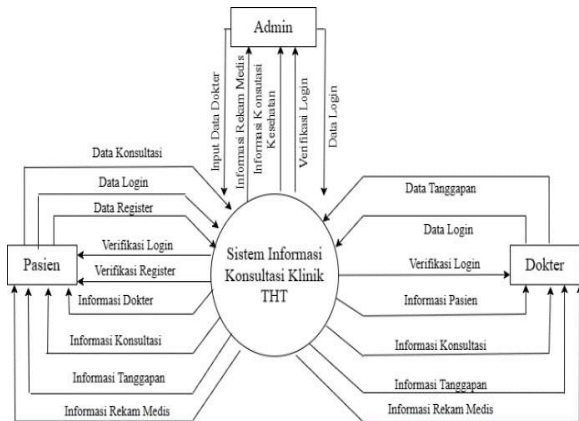 Admin
Input Data Dokter
Informasi Rekam Medis
Informasi Konsutasi
Kesehatan
Verifikasi Login
Data Login
Data Konsultasi
Data Login
Data Register
Verifikasi Login
Verifikasi Register
Informasi Dokter
Informasi Konsultasi
Informasi Tanggapan
Informasi Rekam Medis
Pasien
Sistem Informasi
Konsultasi Klinik
THT
Data Tanggapan
Data Login
Verifikasi Login
Informasi Pasien
Informasi Konsultasi
Informasi Tanggapan
Informasi Rekam Medis
Dokter